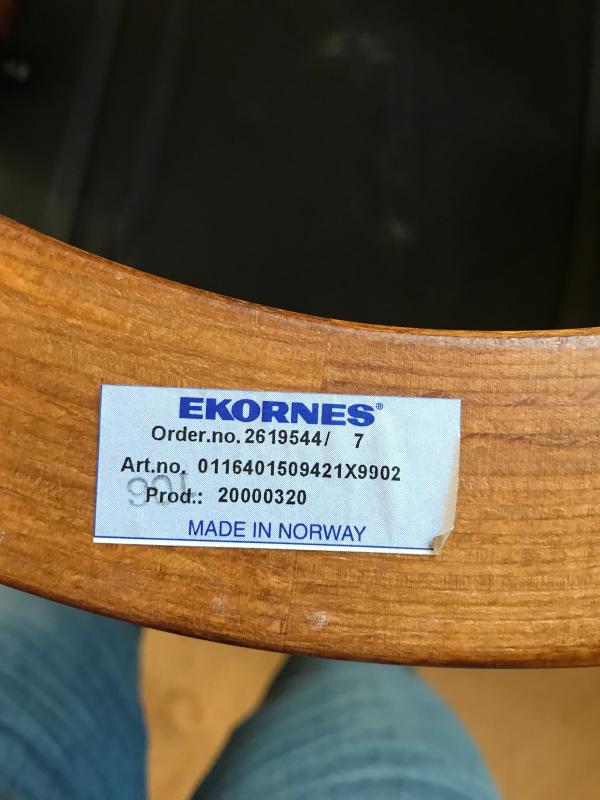 EKORNES®
Order.no. 2619544/ 7
Art.no. 0116401509421X9902
Prod.: 20000320
MADE IN NORWAY